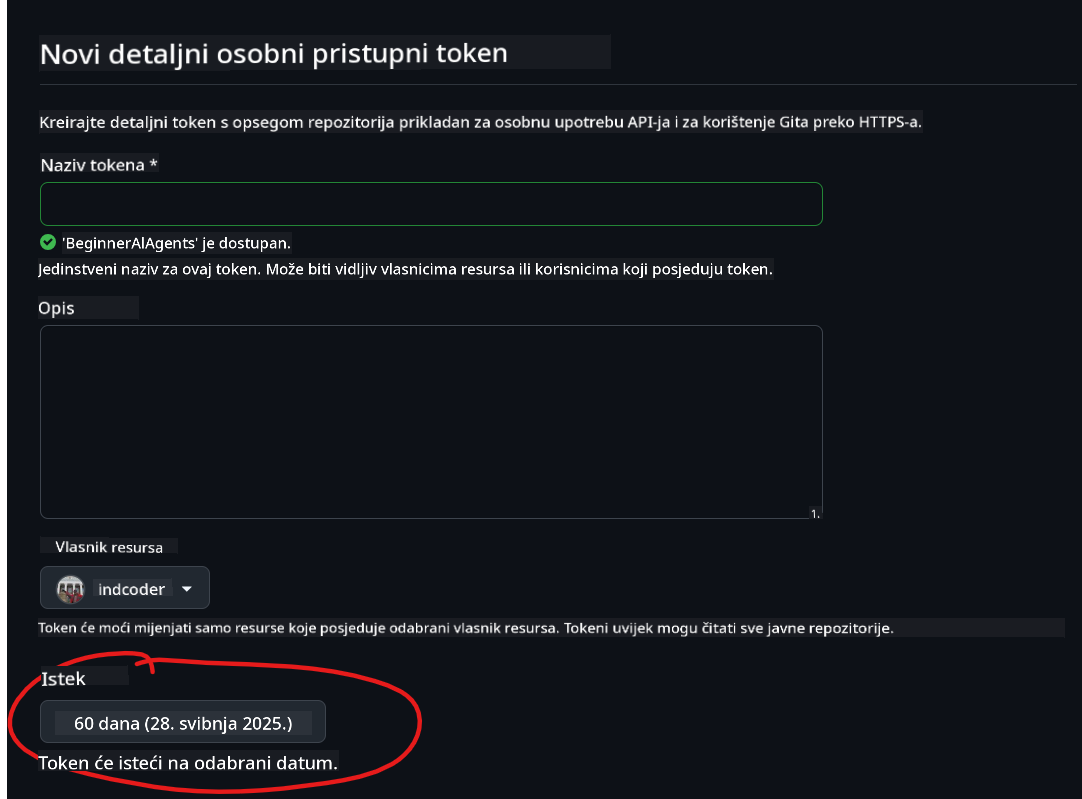 Novi detaljni osobni pristupni token
Kreirajte detaljni token s opsegom repozitorija prikladan za osobnu upotrebu API-ja i za korištenje Gita preko HTTPS-a.
Naziv tokena *
'BeginnerAIAgents' je dostupan.
Jedinstveni naziv za ovaj token. Može biti vidljiv vlasnicima resursa ili korisnicima koji posjeduju token.
Opis
1.
Vlasnik resursa
indcoder
Token će moći mijenjati samo resurse koje posjeduje odabrani vlasnik resursa. Tokeni uvijek mogu čitati sve javne repozitorije.
Istek
60 dana (28. svibnja 2025.)
Token će isteći na odabrani datum.